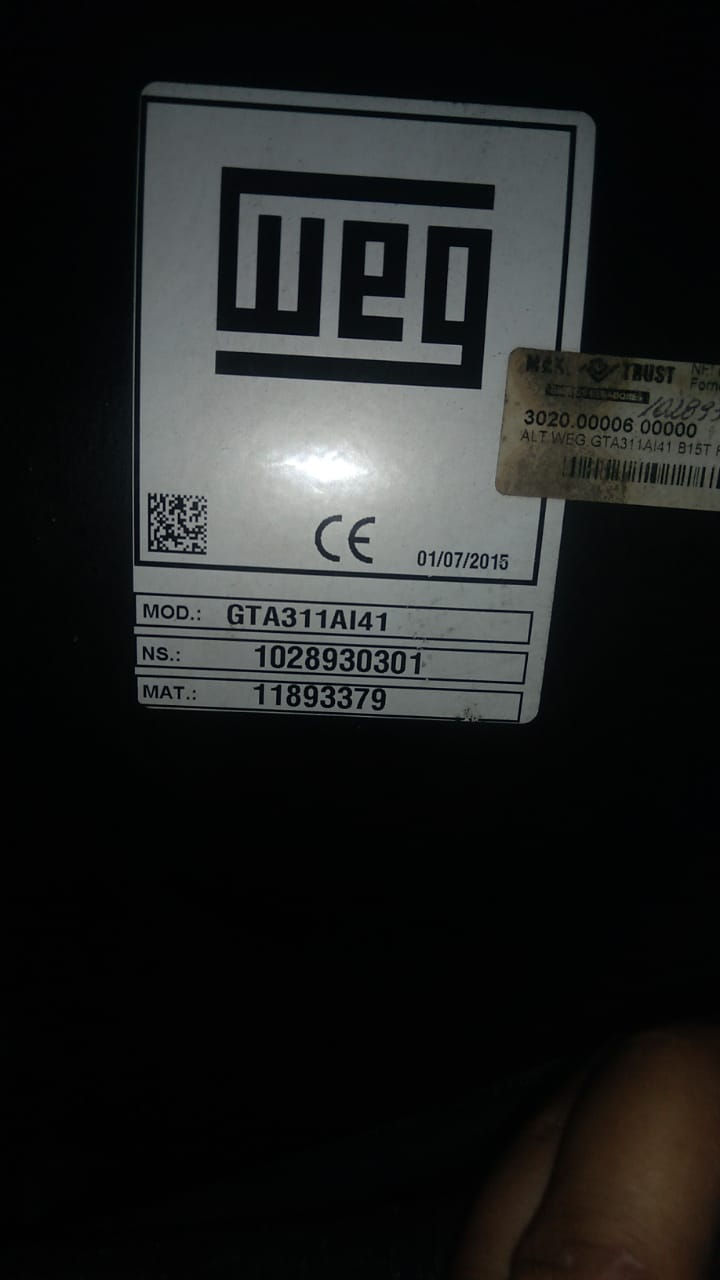 weg
TRUST
NF:
3020.00006.00000
ALT WEG GTA311AI41 B15T
CE
01/07/2015
MOD.: GTA311AI41
NS.: 1028930301
MAT.: 11893379